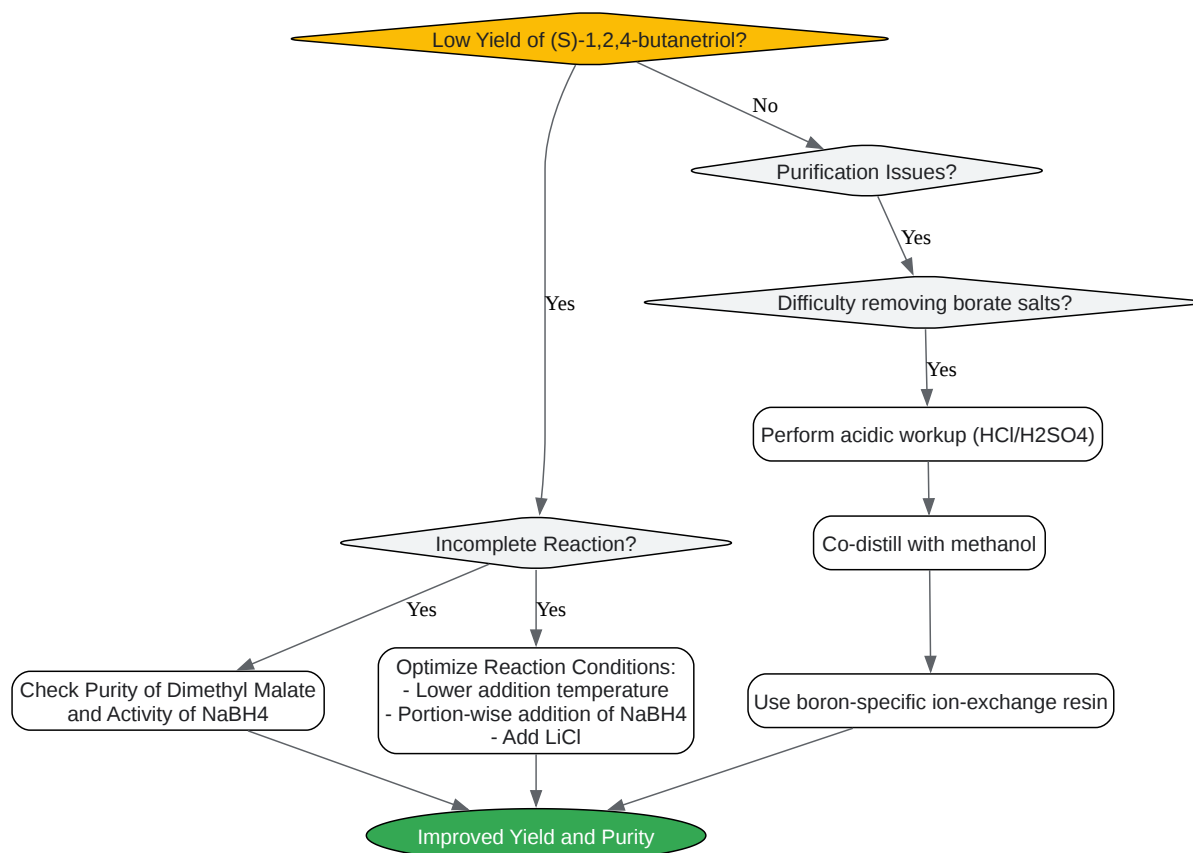 Low Yield of (S)-1,2,4-butanetriol?
No
Purification Issues?
Yes
Difficulty removing borate salts?
Yes
Yes
Perform acidic workup (HCl/H2SO4)
Co-distill with methanol
Incomplete Reaction?
Yes
Yes
Check Purity of Dimethyl Malate
and Activity of NaBH4
Optimize Reaction Conditions:
- Lower addition temperature
- Portion-wise addition of NaBH4
- Add LiCl
Use boron-specific ion-exchange resin
Improved Yield and Purity